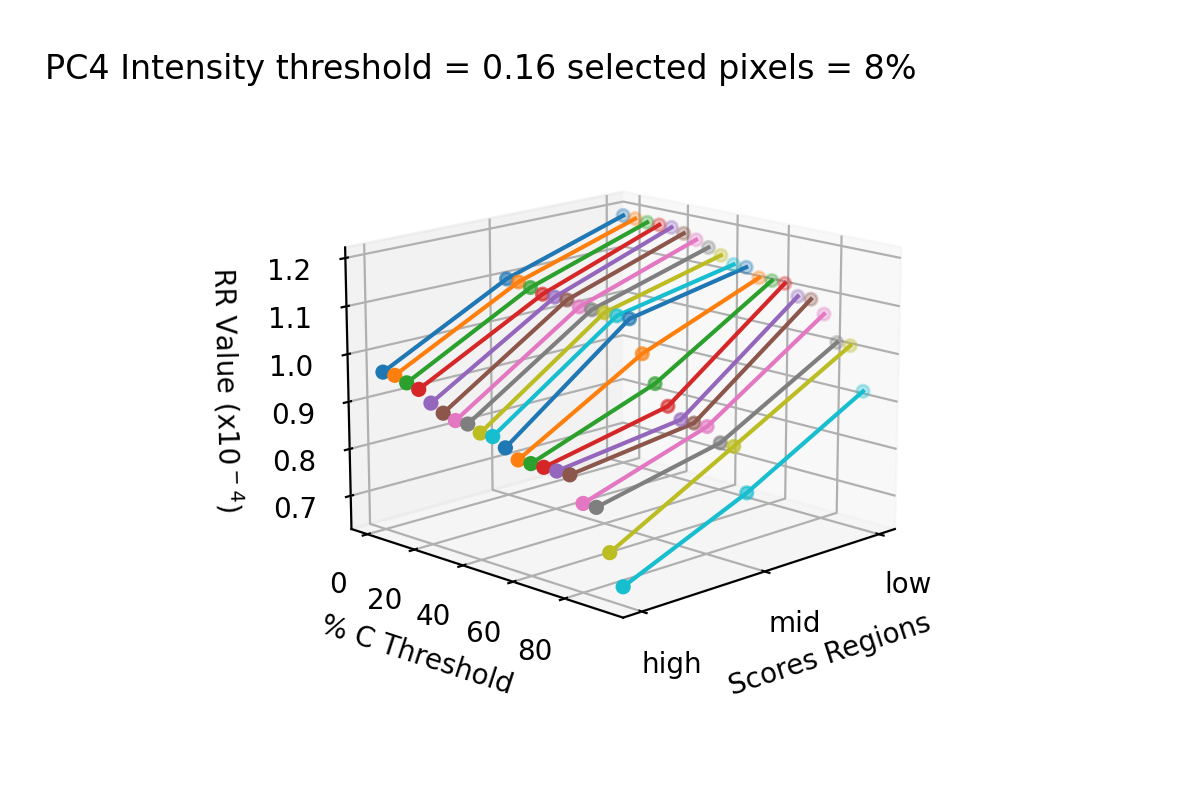 PC4 Intensity threshold = 0.16 selected pixels = 8%
RR Value (x10⁻⁴)
1.2
1.1
1.0
0.9
0.8
0.7
0
20
40
60
80
% C Threshold
high
mid
low
Scores Regions